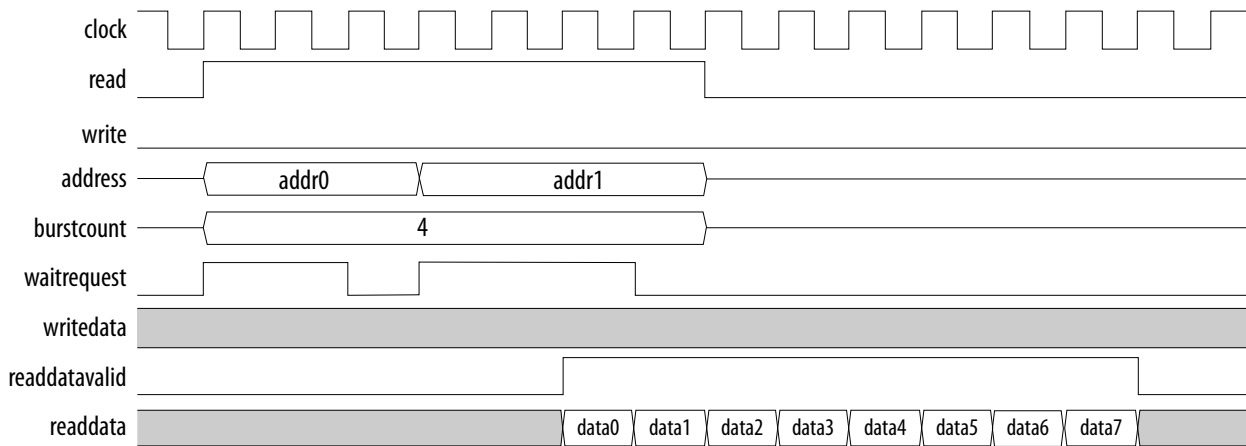 clock
read
write
address addr0 addr1
burstcount 4
waitrequest
writedata
readdatavalid
readdata data0 data1 data2 data3 data4 data5 data6 data7